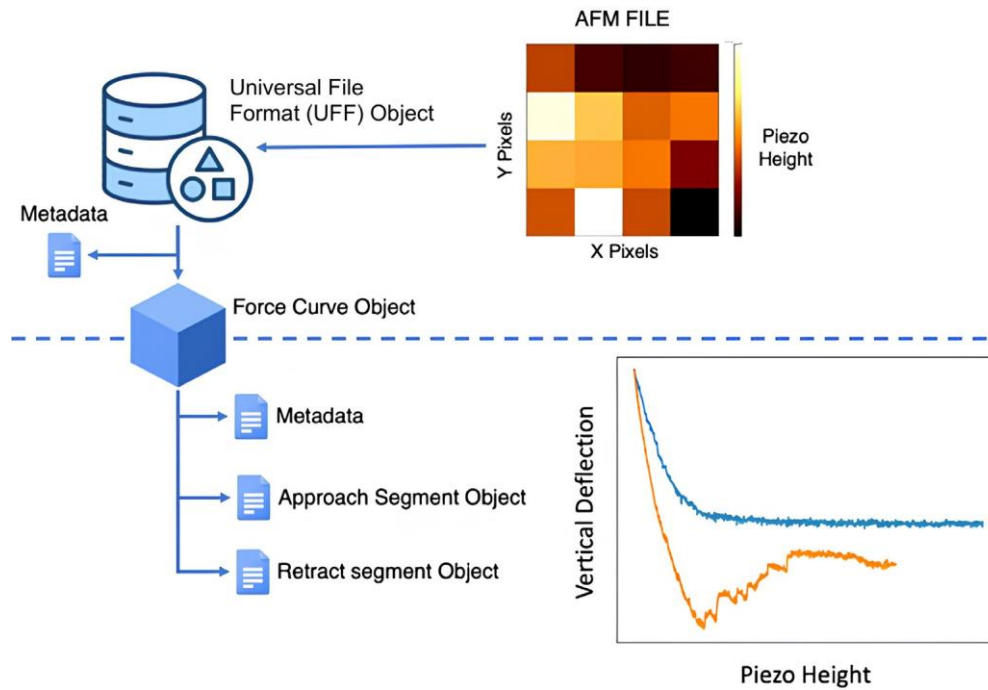 AFM FILE
Universal File
Format (UFF) Object
Y Pixels
Piezo
Height
X Pixels
Metadata
Force Curve Object
Metadata
Approach Segment Object
Retract segment Object
Vertical Deflection
Piezo Height